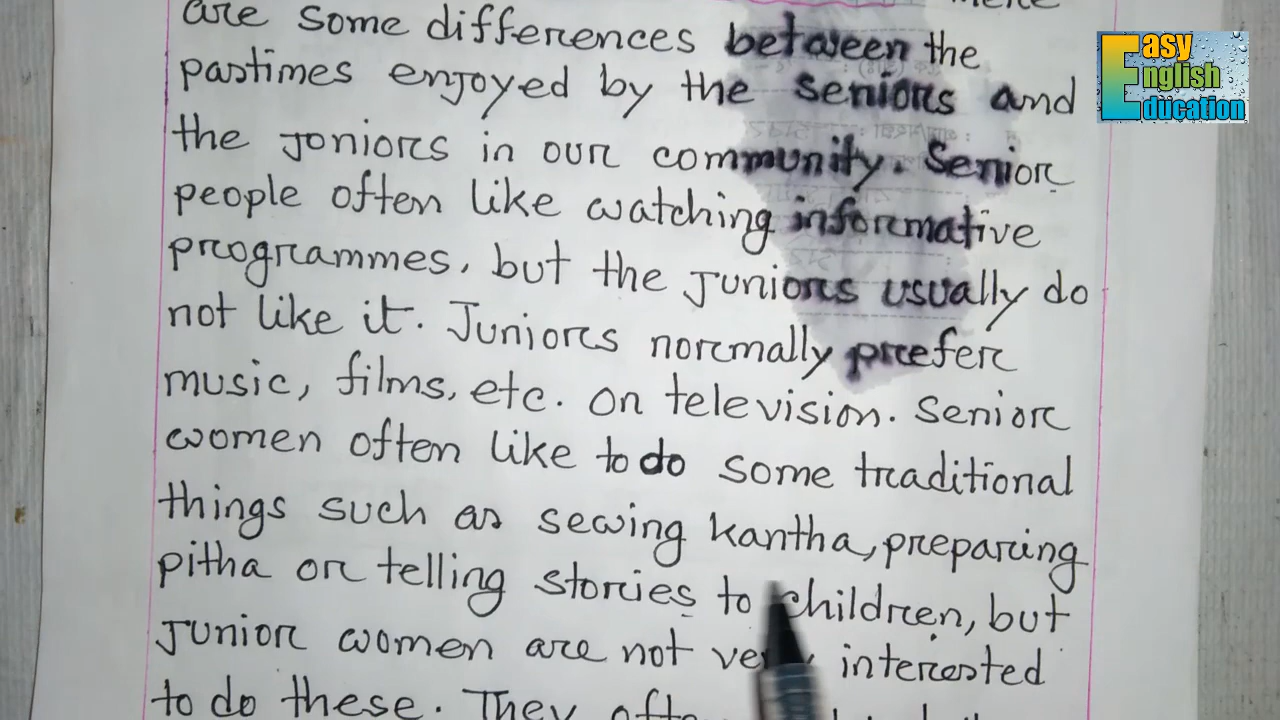 are some differences between the
pastimes enjoyed by the seniors and
the joniors in our community. Senior
people often like watching informative
programmes, but the juniors usually do
not like it. Juniors normally prefer
music, films, etc. on television. Senior
women often like to do some traditional
things such as sewing kantha, preparing
pitha or telling stories to children, but
junior women are not very interested
to do these. They
Easy
English
Education